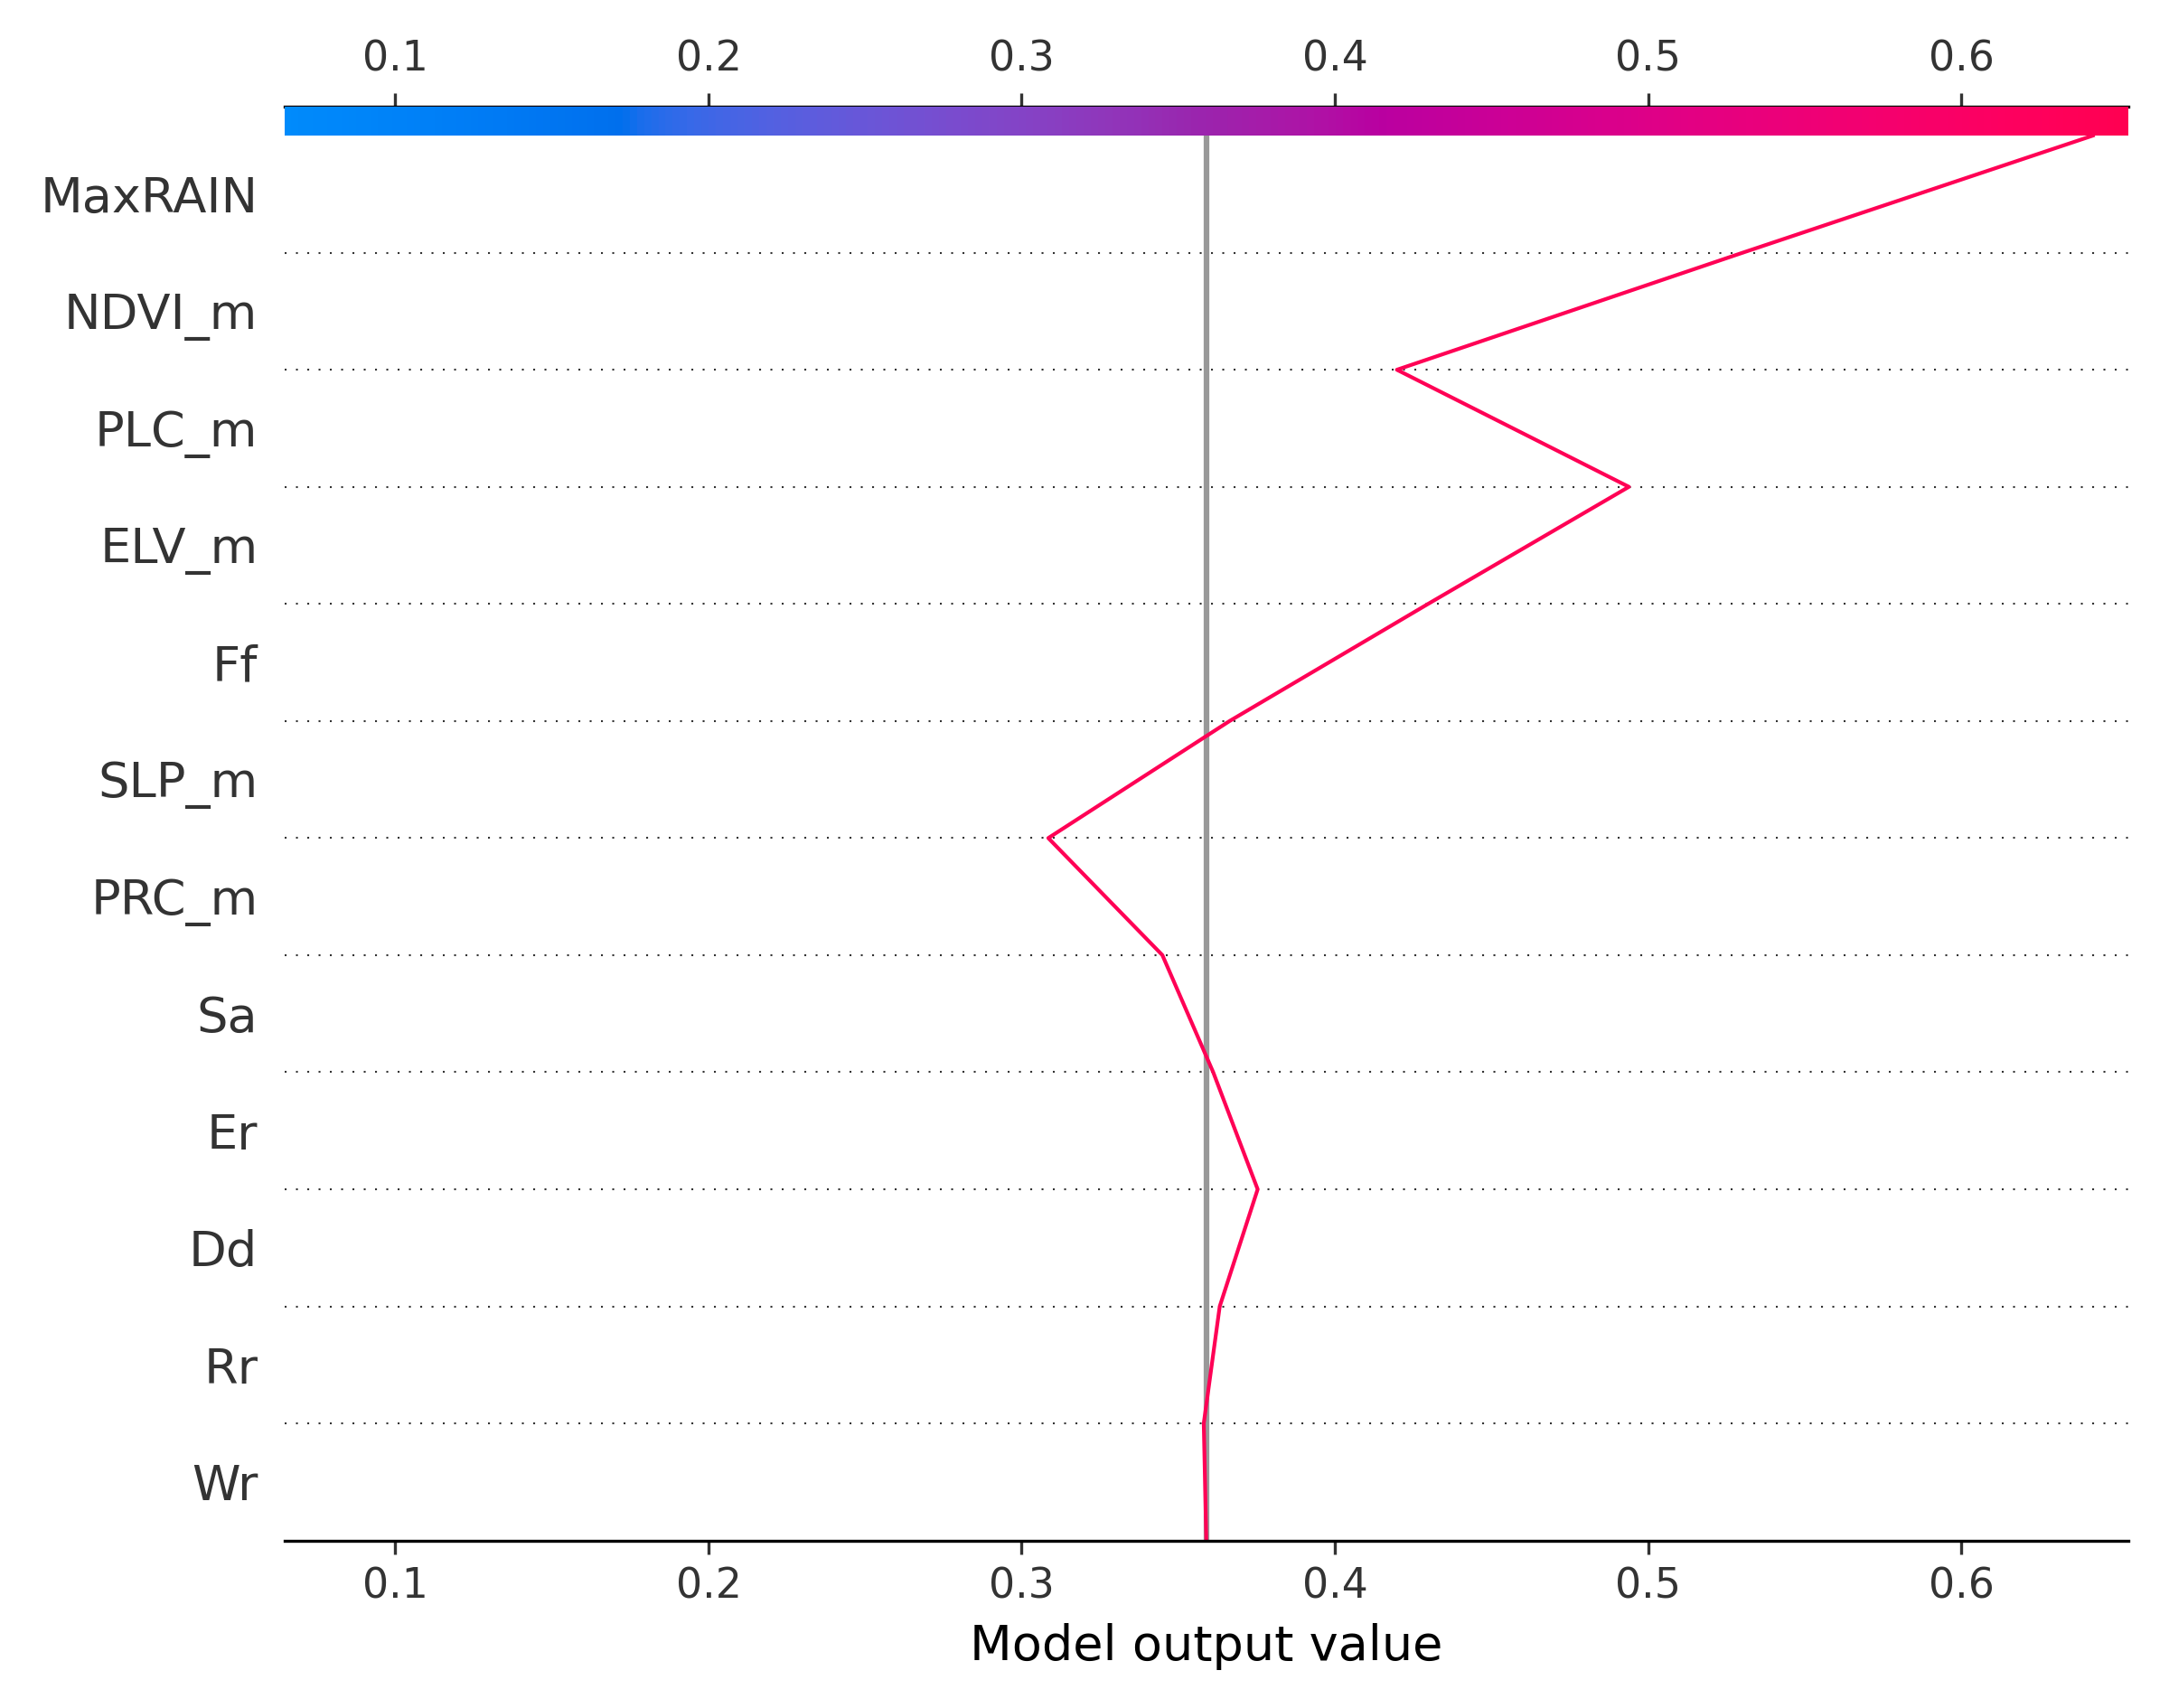 0.1 0.2 0.3 0.4 0.5 0.6
MaxRAIN
NDVI_m
PLC_m
ELV_m
Ff
SLP_m
PRC_m
Sa
Er
Dd
Rr
Wr
0.1 0.2 0.3 0.4 0.5 0.6
Model output value